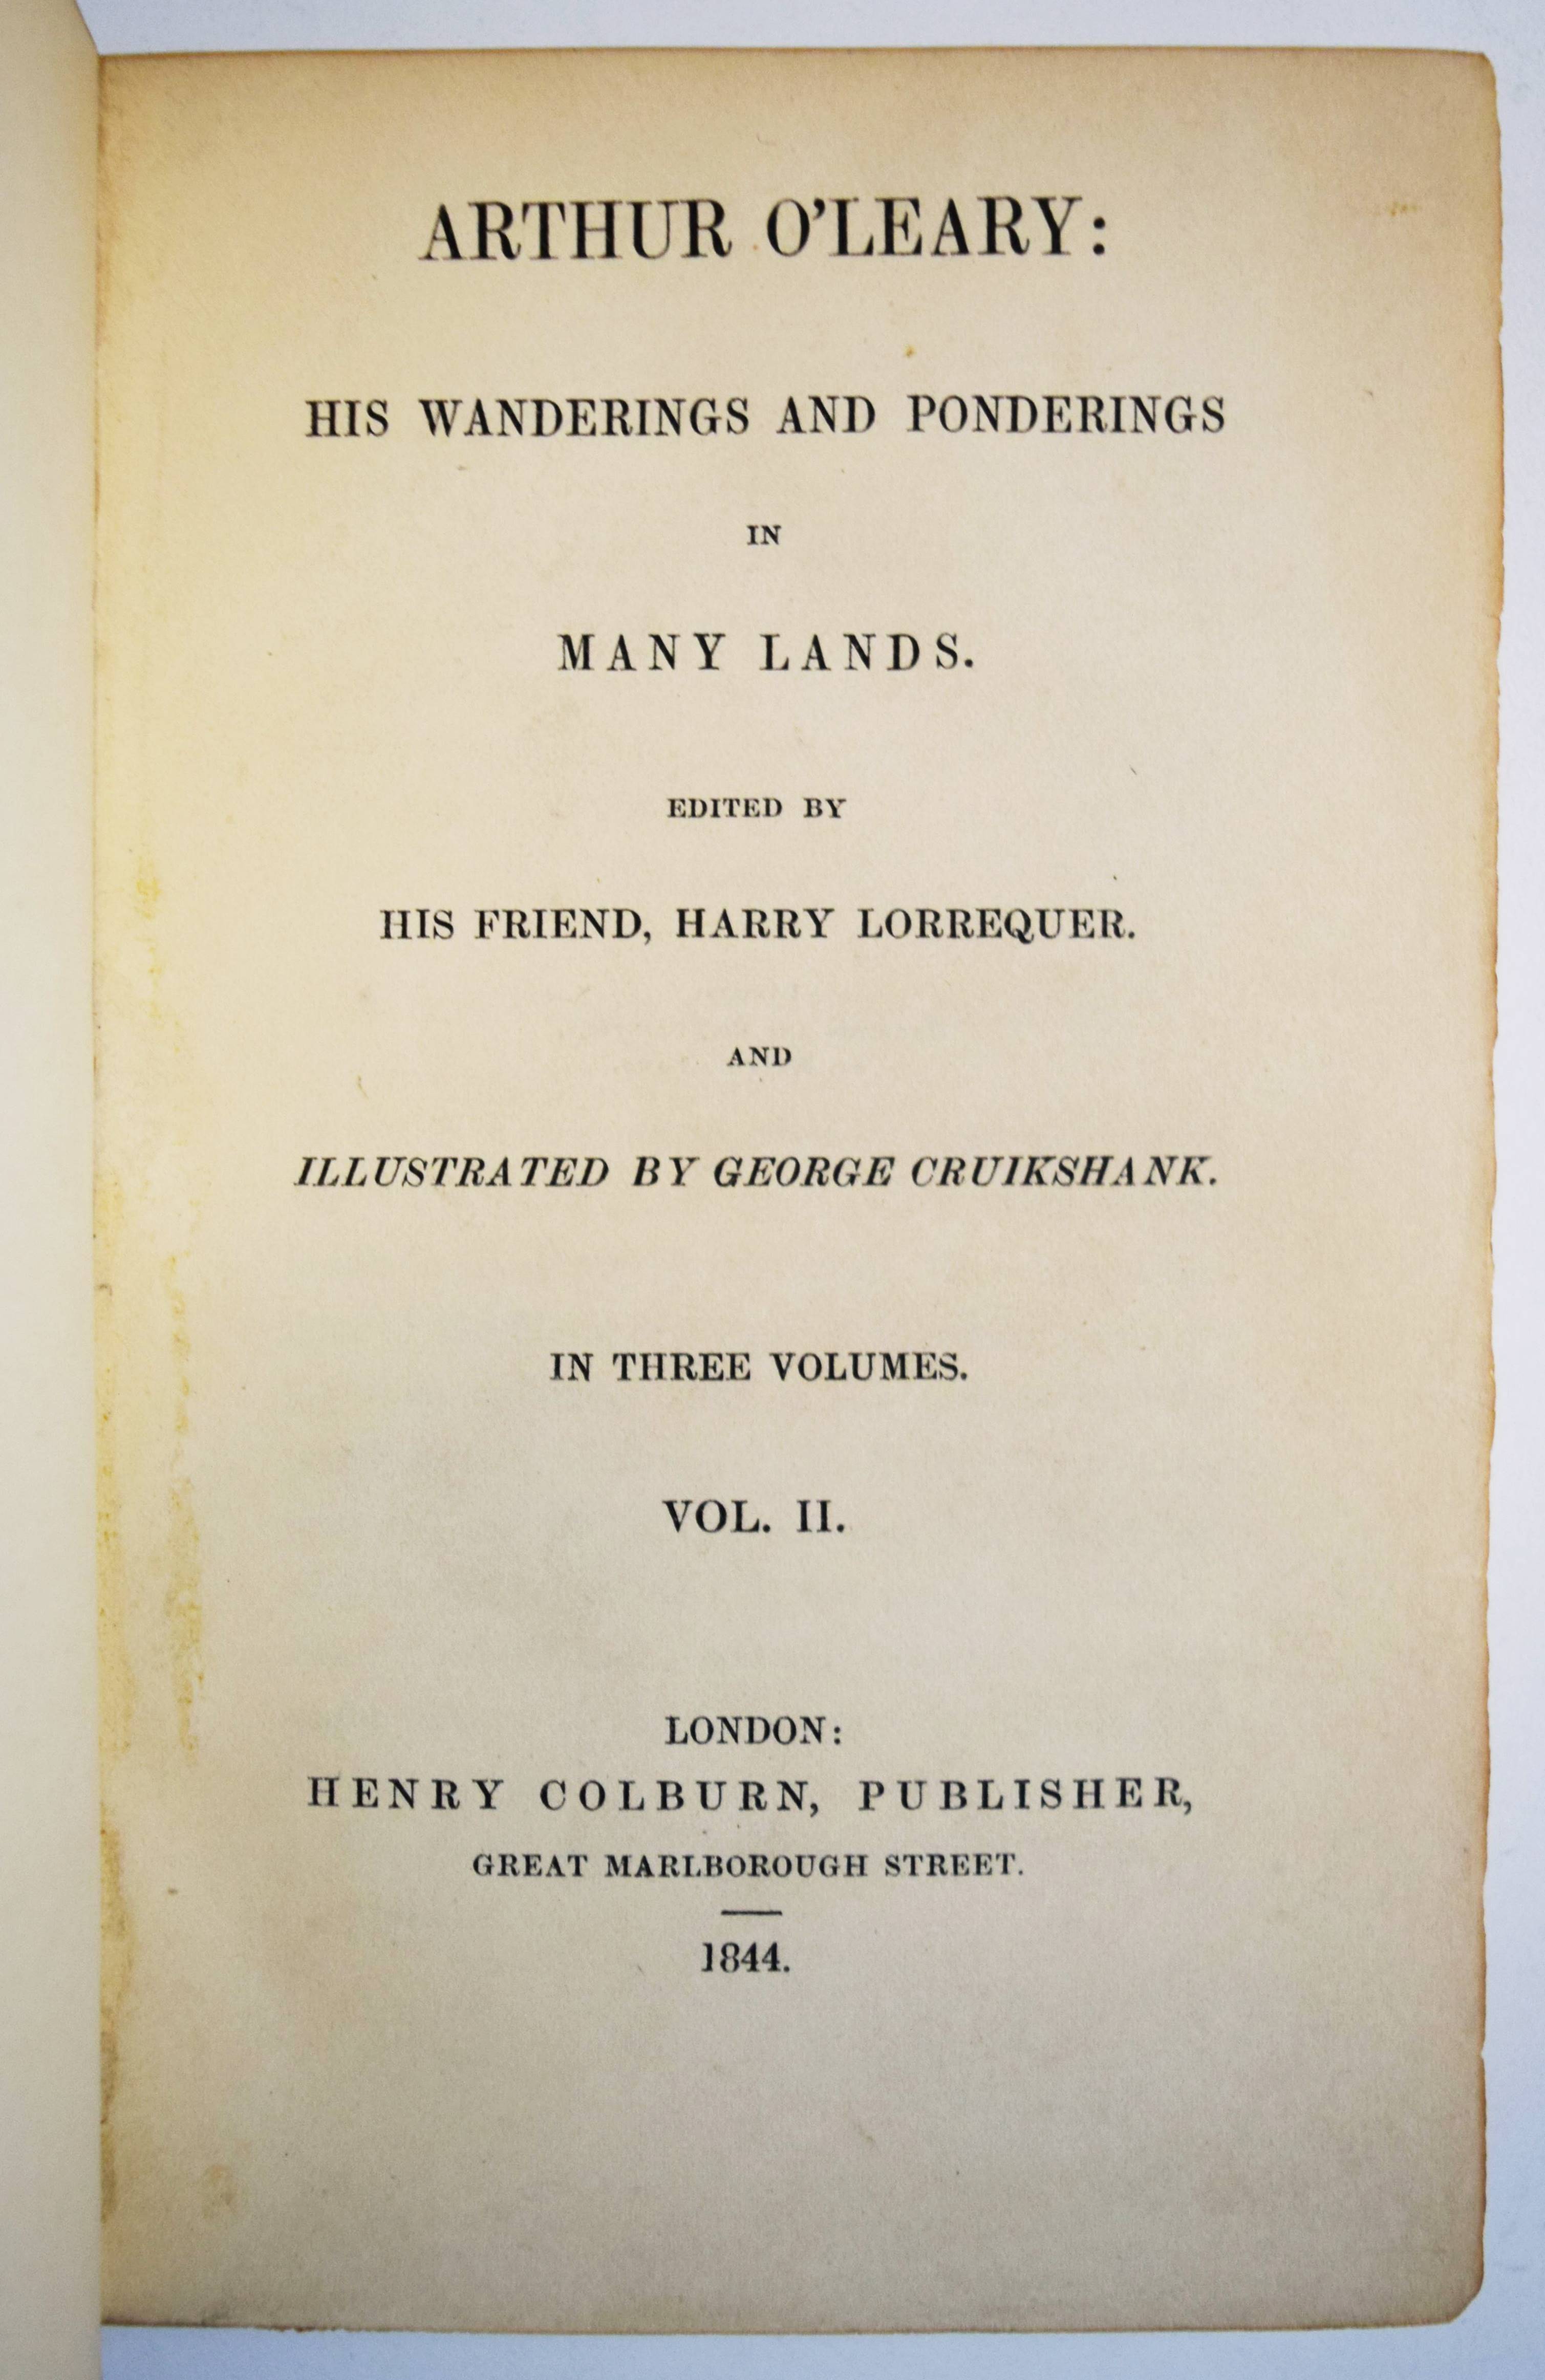 ARTHUR O'LEARY:
HIS WANDERINGS AND PONDERINGS
IN
MANY LANDS.
EDITED BY
HIS FRIEND, HARRY LORREQUER.
AND
ILLUSTRATED BY GEORGE CRUIKSHANK.
IN THREE VOLUMES.
VOL. II.
LONDON:
HENRY COLBURN, PUBLISHER,
GREAT MARLBOROUGH STREET.
1844.